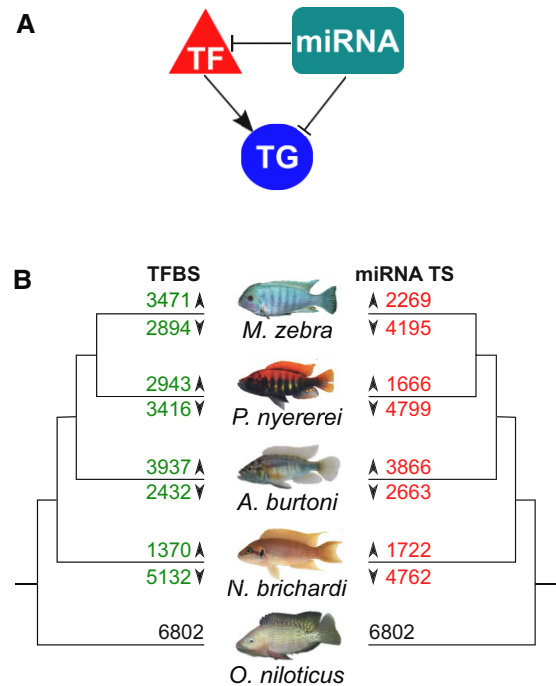 A
TF
miRNA
TG
B
TFBS
miRNA TS
3471
2269
2894
4195
M. zebra
2943
1666
3416
4799
P. nyererei
3937
3866
2432
2663
A. burtoni
1370
1722
5132
4762
N. brichardi
6802
6802
O. niloticus